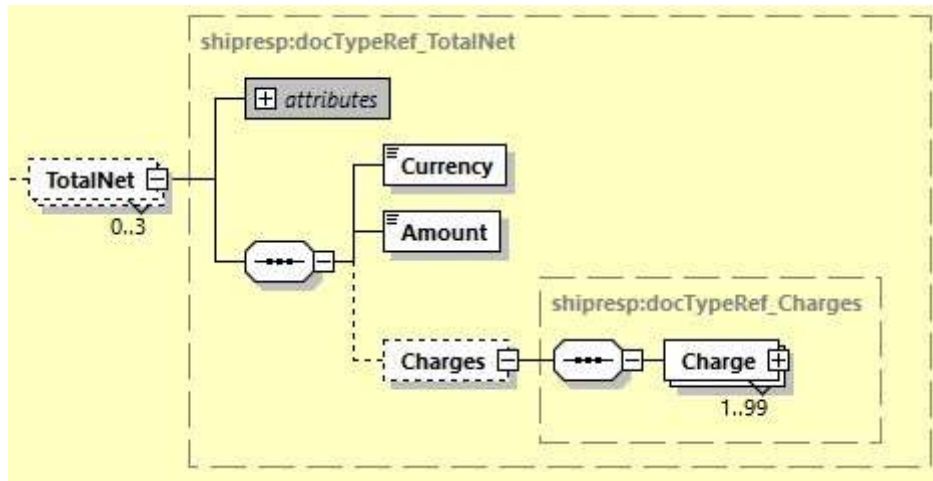 shipresp:docTypeRef_TotalNet
attributes
Currency
TotalNet
0..3
Amount
shipresp:docTypeRef_Charges
Charges
Charge
1..99